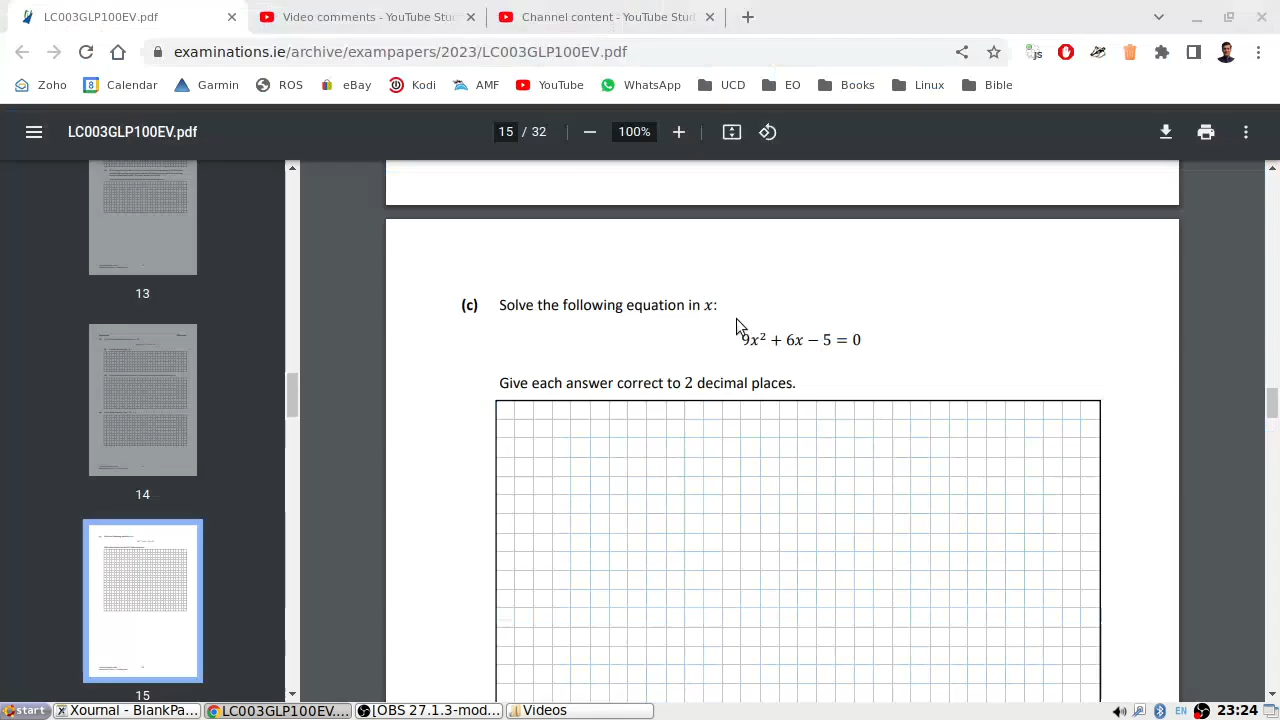 LC003GLP100EV.pdf
Video comments - YouTube Stu
Channel content - YouTube Stud
examinations.ie/archive/exampapers/2023/LC003GLP100EV.pdf
JS
Zoho
8 Calendar
Garmin
ROS
eBay
Kodi
AMF
YouTube
WhatsApp
UCD
EO
Books
Linux
Bible
LC003GLP100EV.pdf
15 / 32
100%
13
14
15
(c) Solve the following equation in x:
9x² + 6x − 5 = 0
Give each answer correct to 2 decimal places.
start
Xournal - BlankPa...
LC003GLP100EV....
[OBS 27.1.3-mod...
Videos
EN
23:24